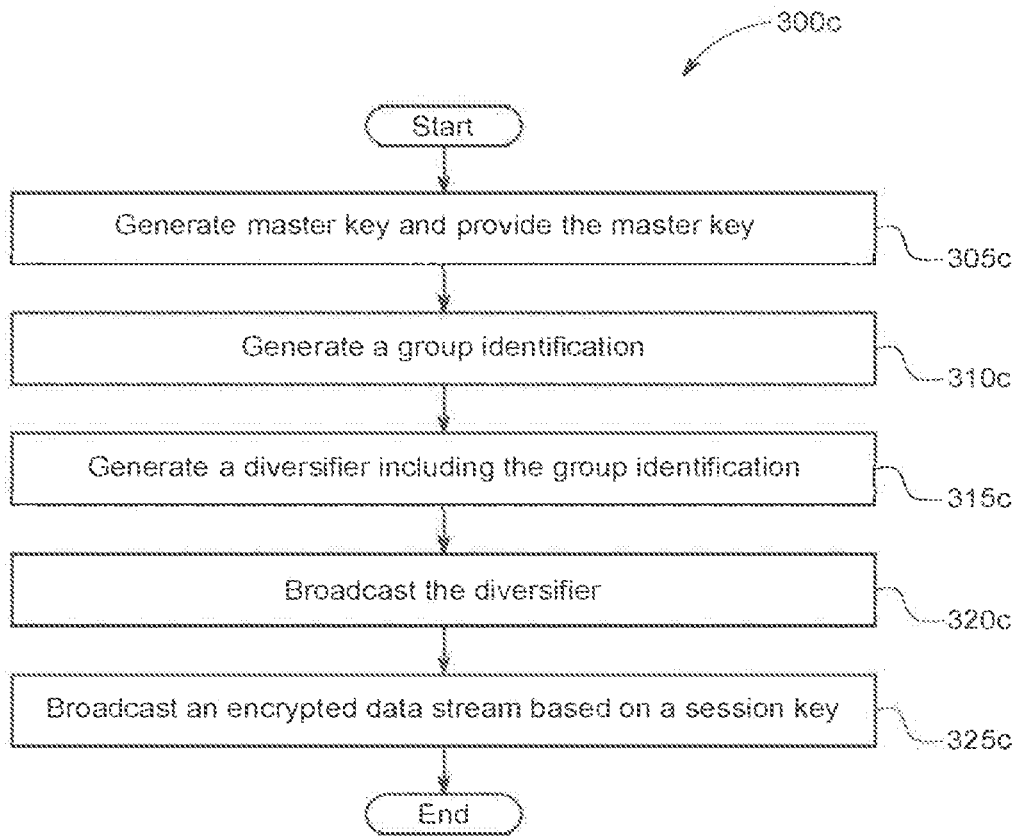 300c
Start
Generate master key and provide the master key
305c
Generate a group identification
310c
Generate a diversifier including the group identification
315c
Broadcast the diversifier
320c
Broadcast an encrypted data stream based on a session key
325c
End